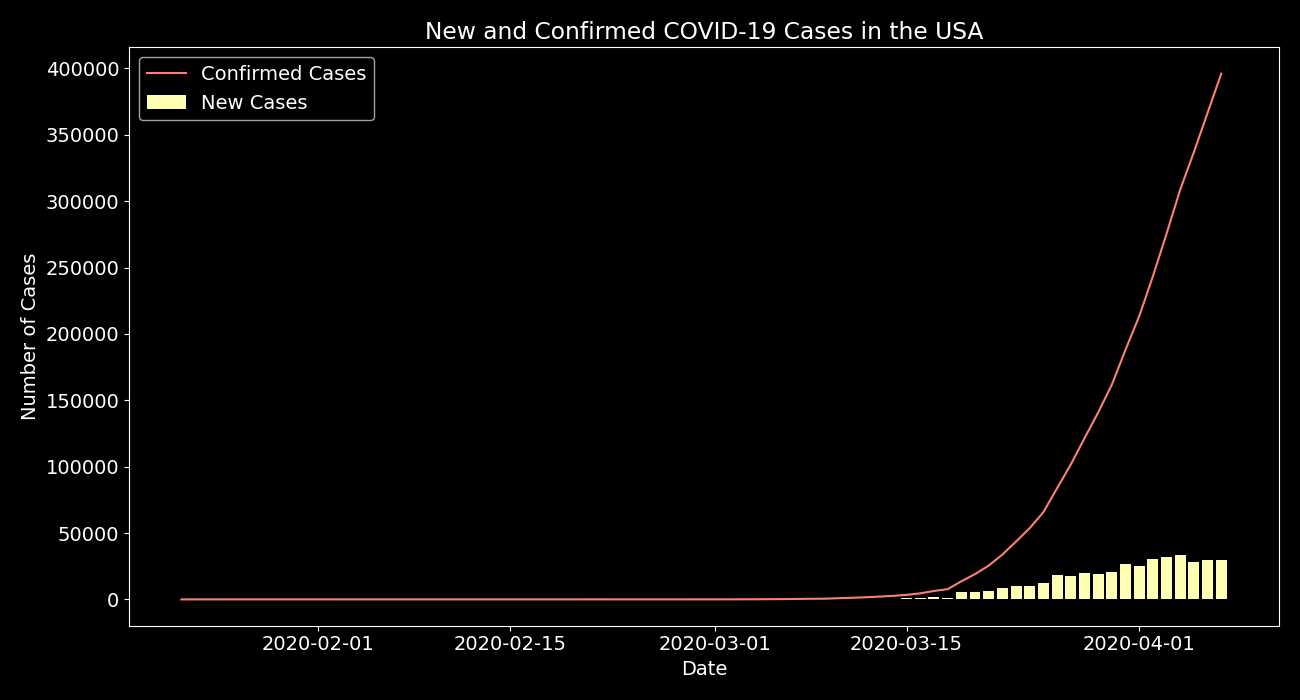 New and Confirmed COVID-19 Cases in the USA
Confirmed Cases
New Cases
400000
350000
300000
250000
200000
150000
100000
50000
0
Number of Cases
2020-02-01 2020-02-15 2020-03-01 2020-03-15 2020-04-01
Date